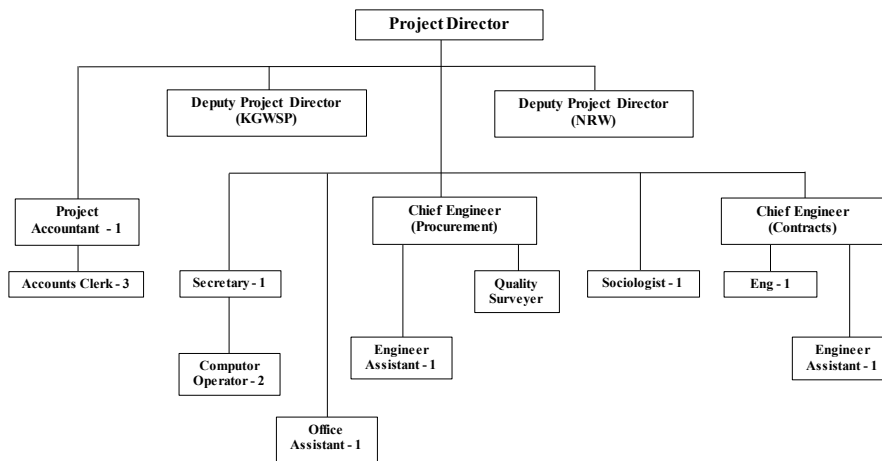 Project Director
Deputy Project Director
(KGWSP)
Deputy Project Director
(NRW)
Project
Accountant - 1
Chief Engineer
(Procurement)
Chief Engineer
(Contracts)
Accounts Clerk - 3
Secretary - 1
Quality
Surveyer
Sociologist - 1
Eng - 1
Computor
Operator - 2
Engineer
Assistant - 1
Engineer
Assistant - 1
Office
Assistant - 1